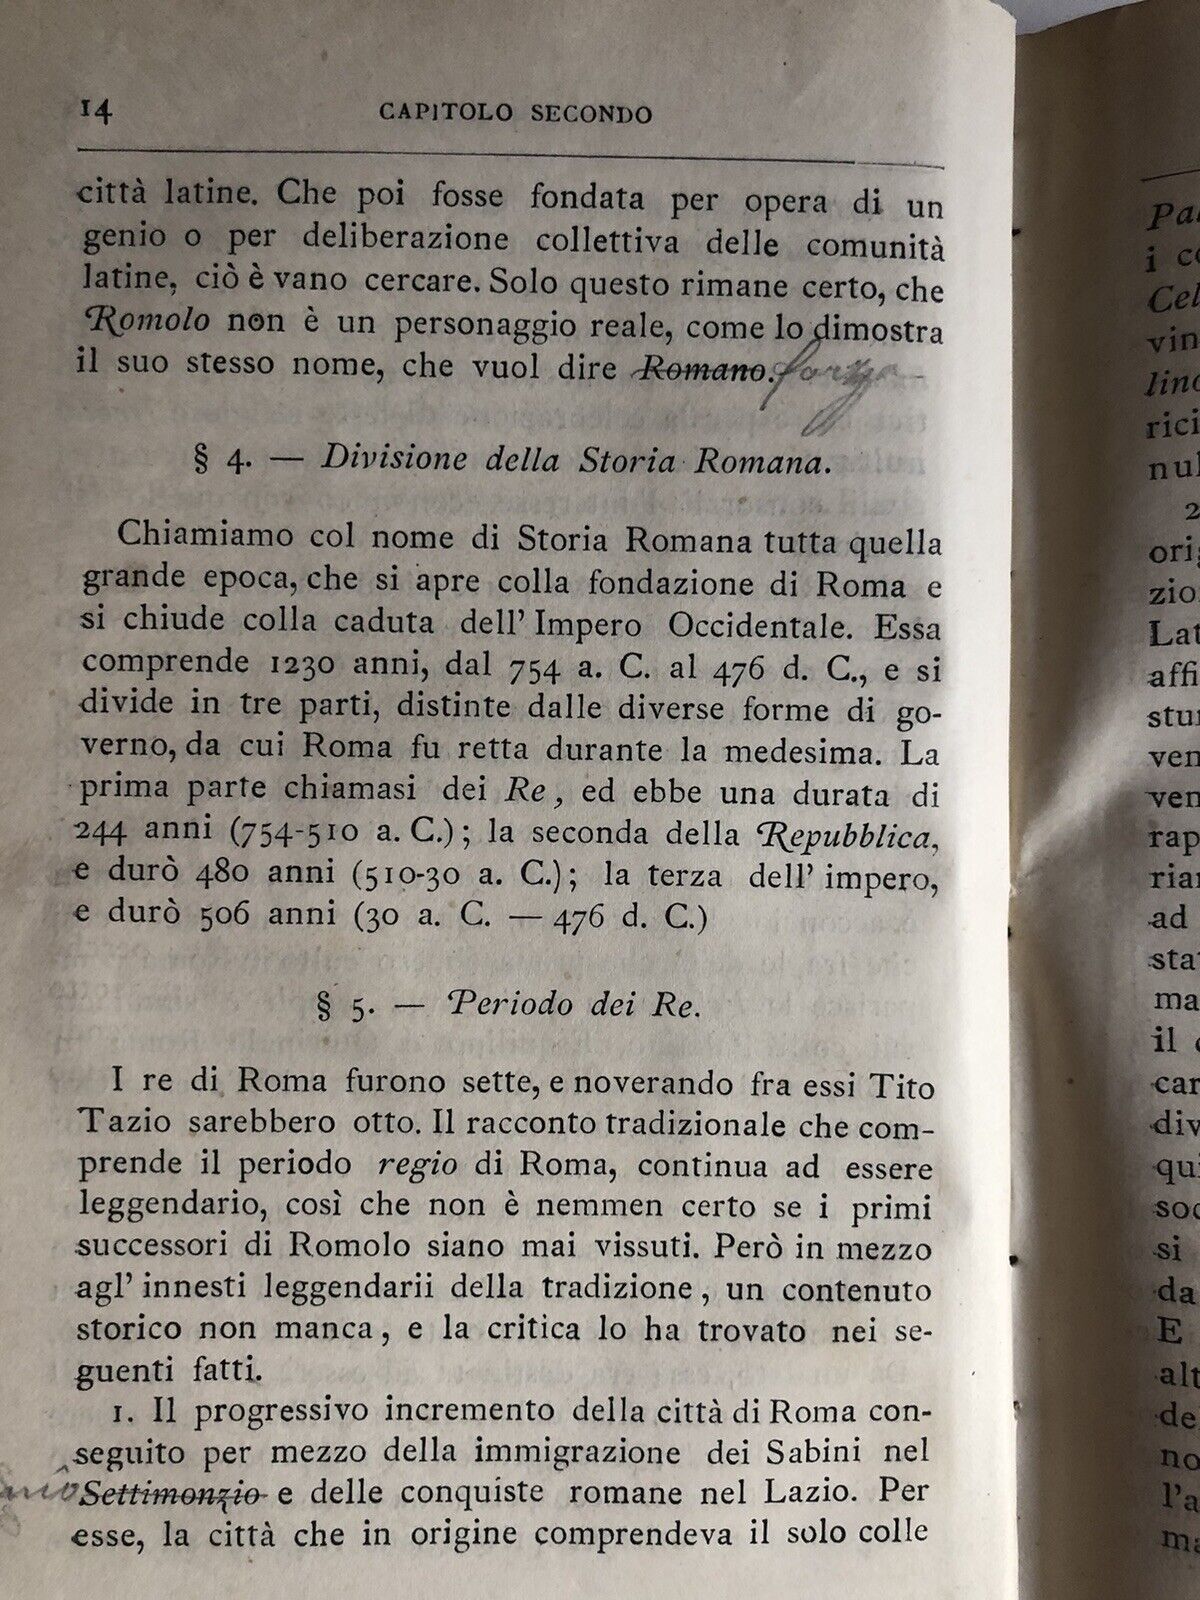 14 CAPITOLO SECONDO
città latine. Che poi fosse fondata per opera di un
genio o per deliberazione collettiva delle comunità
latine, ciò è vano cercare. Solo questo rimane certo, che
Romolo non è un personaggio reale, come lo dimostra
il suo stesso nome, che vuol dire Romano. forza
§ 4. — Divisione della Storia Romana.
Chiamiamo col nome di Storia Romana tutta quella
grande epoca, che si apre colla fondazione di Roma e
si chiude colla caduta dell' Impero Occidentale. Essa
comprende 1230 anni, dal 754 a. C. al 476 d. C., e si
divide in tre parti, distinte dalle diverse forme di go-
verno, da cui Roma fu retta durante la medesima. La
prima parte chiamasi dei Re, ed ebbe una durata di
244 anni (754-510 a. C.); la seconda della Repubblica,
e durò 480 anni (510-30 a. C.); la terza dell' impero,
e durò 506 anni (30 a. C. — 476 d. C.)
§ 5. — Periodo dei Re.
I re di Roma furono sette, e noverando fra essi Tito
Tazio sarebbero otto. Il racconto tradizionale che com-
prende il periodo regio di Roma, continua ad essere
leggendario, così che non è nemmen certo se i primi
successori di Romolo siano mai vissuti. Però in mezzo
agl' innesti leggendarii della tradizione, un contenuto
storico non manca, e la critica lo ha trovato nei se-
guenti fatti.
1. Il progressivo incremento della città di Roma con-
seguito per mezzo della immigrazione dei Sabini nel
Settimonzio e delle conquiste romane nel Lazio. Per
esse, la città che in origine comprendeva il solo colle
i
2
ad
il
E